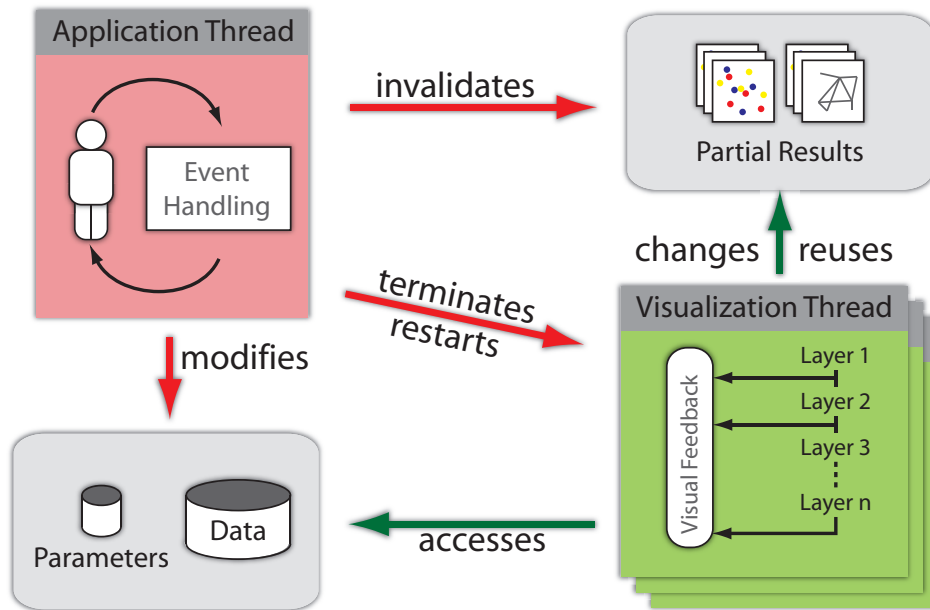 Application Thread
Event
Handling
invalidates
Partial Results
changes
reuses
terminates
restarts
modifies
Visualization Thread
Visual Feedback
Layer 1
Layer 2
Layer 3
Layer n
Parameters
Data
accesses